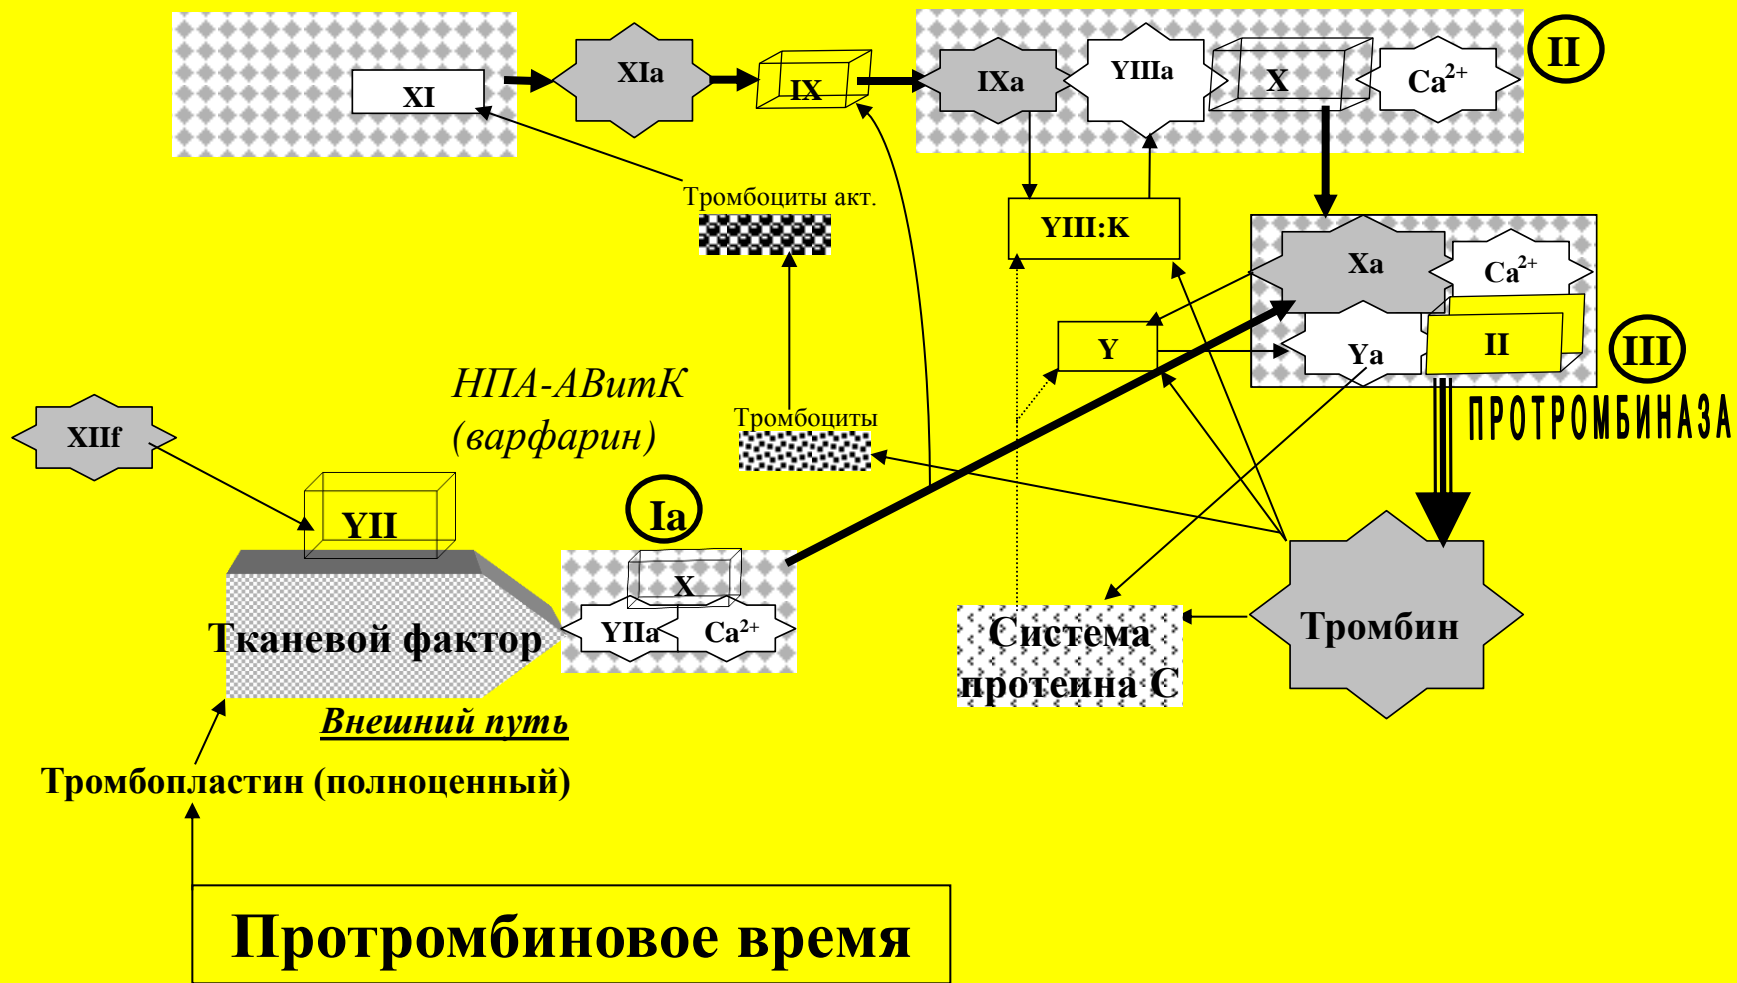 XI
XIa
IX
IXa
YIIIa
X
Ca2+
II
Тромбоциты акт.
YIII:K
Xa
Ca2+
Y
Ya
II
III
ПРОТРОМБИНАЗА
НПА-АВитК
(варфарин)
Тромбоциты
XIIf
YII
Ia
X
YIIa
Ca2+
Тканевой фактор
Система
протеина С
Тромбин
Внешний путь
Тромбопластин (полноценный)
Протромбиновое время